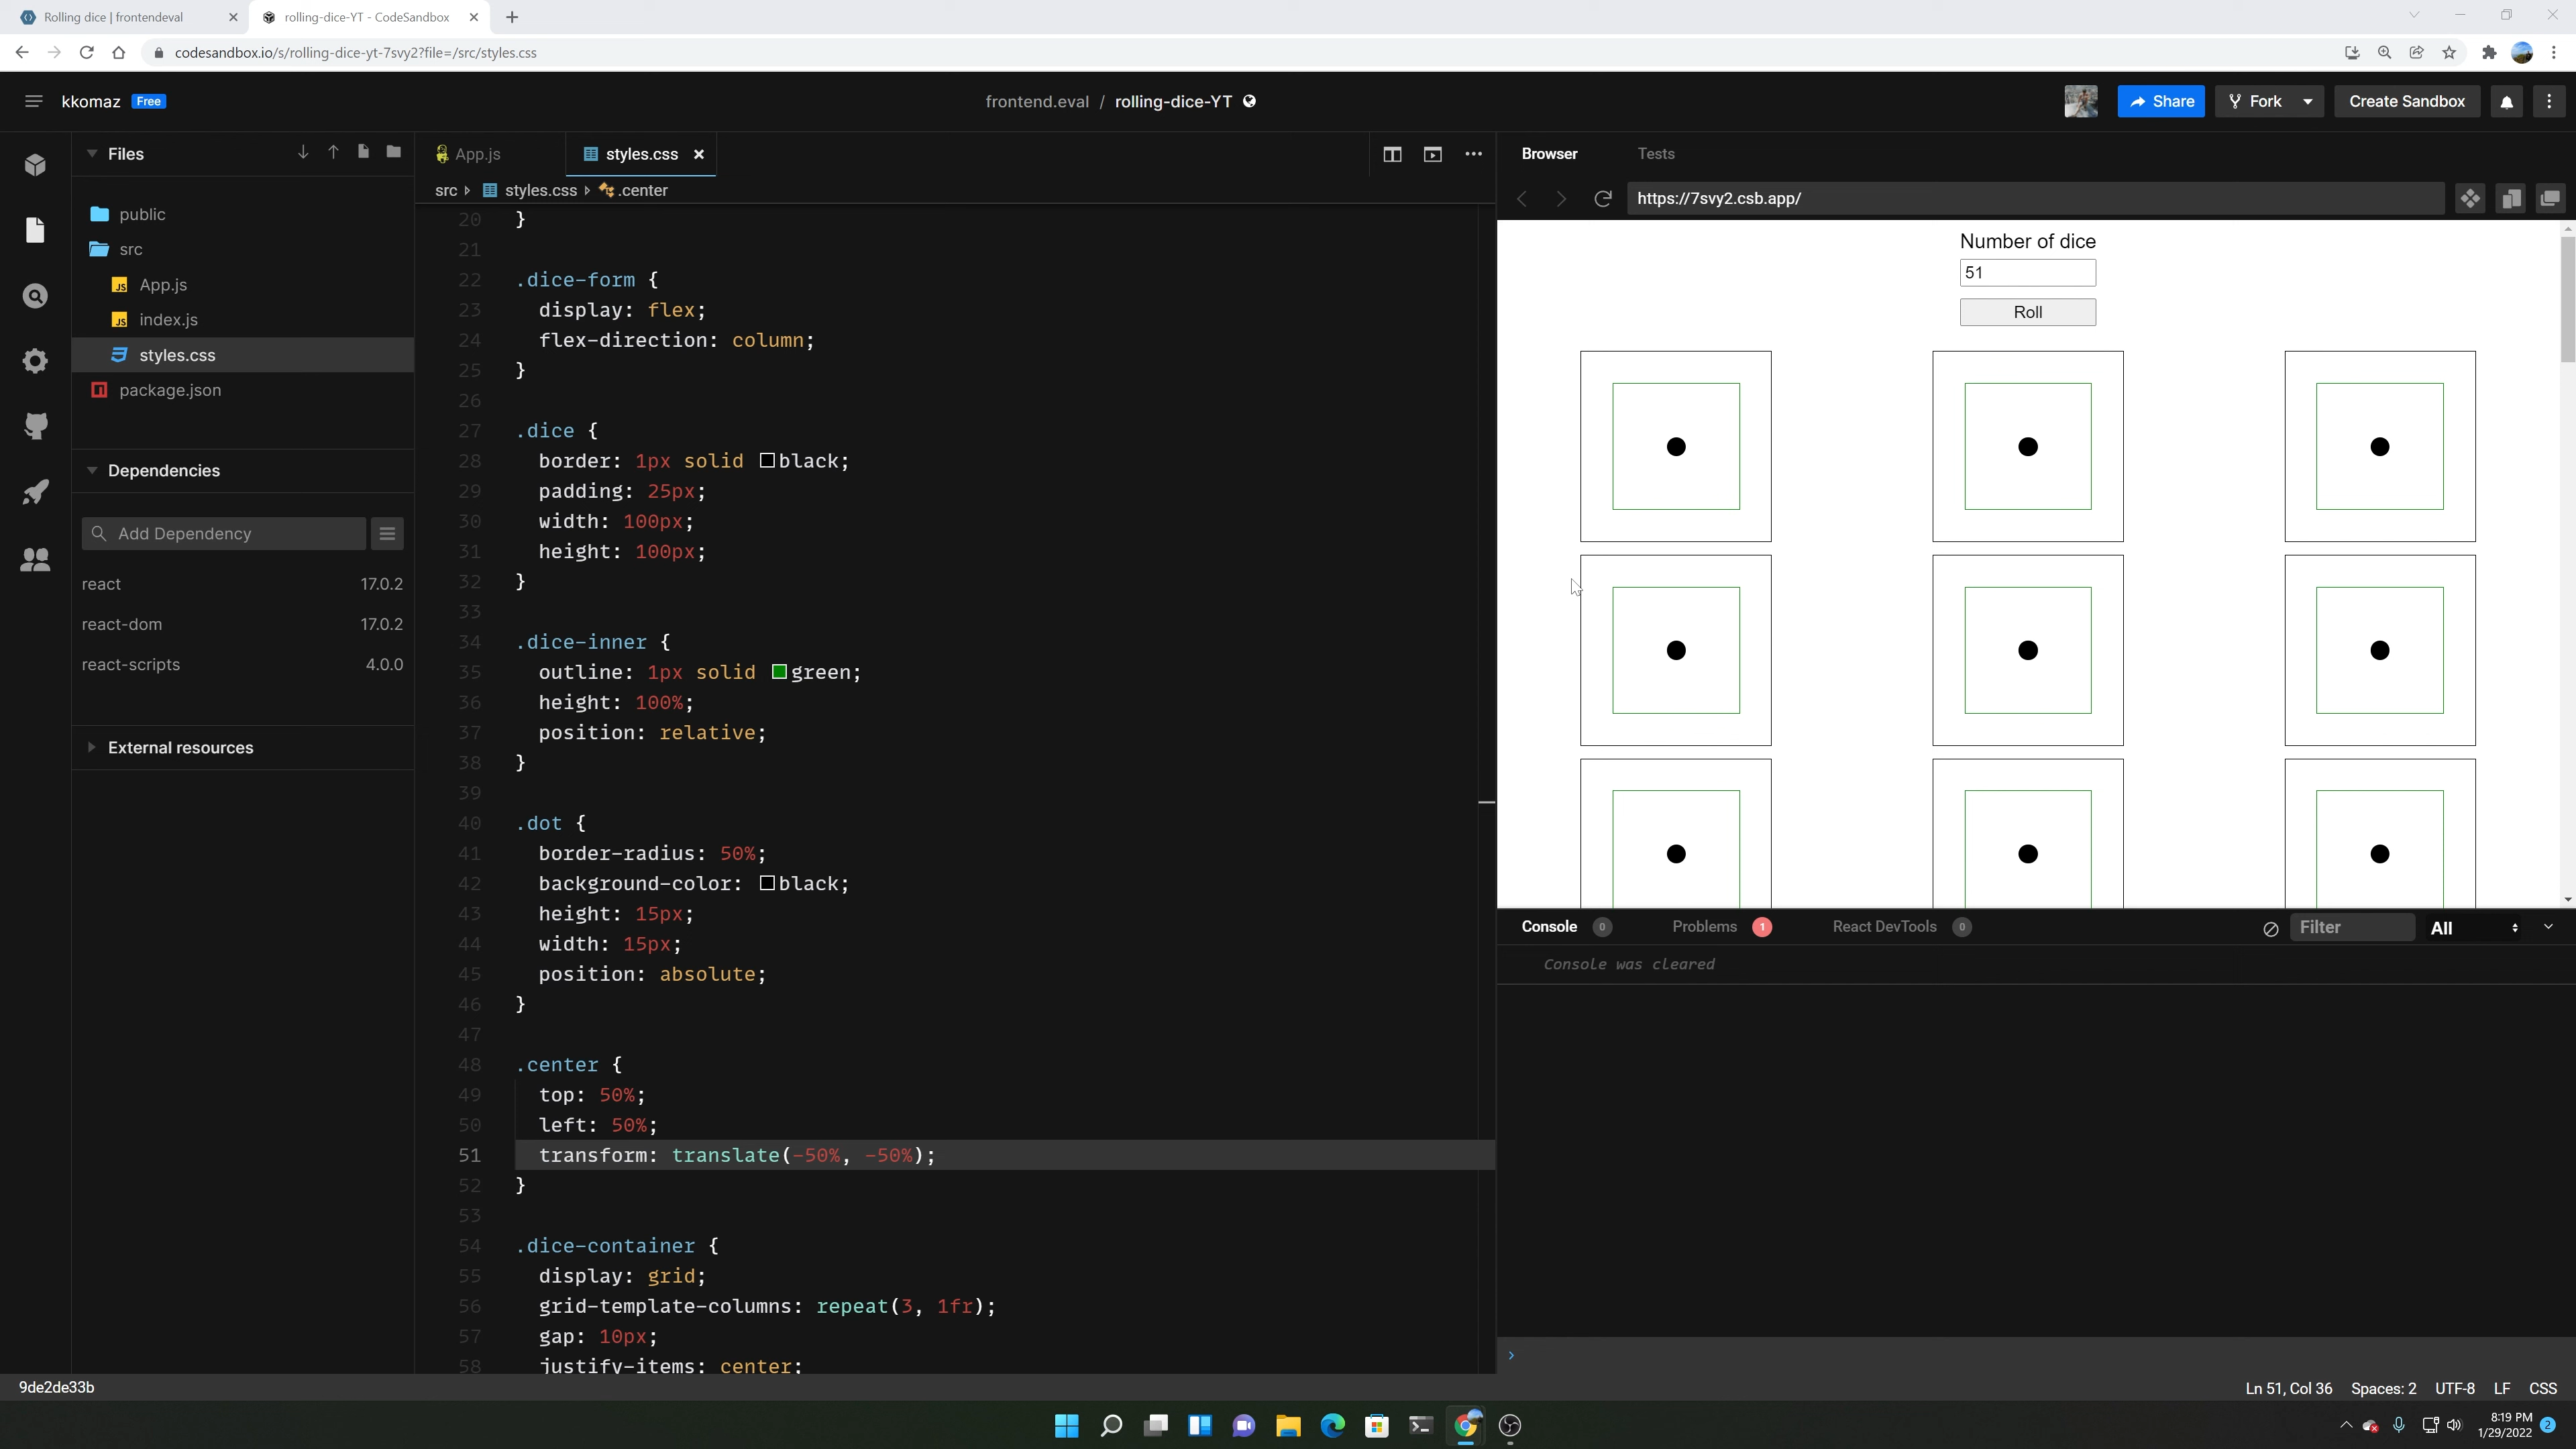 Rolling dice | frontendeval
rolling-dice-YT - CodeSandbox
codesandbox.io/s/rolling-dice-yt-7svy2?file=/src/styles.css
kkomaz Free
frontend.eval / rolling-dice-YT
Share
Fork
Create Sandbox
Files
public
src
App.js
index.js
styles.css
package.json
Dependencies
Add Dependency
react 17.0.2
react-dom 17.0.2
react-scripts 4.0.0
External resources
App.js
styles.css
src styles.css .center
20 }
21
22 .dice-form {
23 display: flex;
24 flex-direction: column;
25 }
26
27 .dice {
28 border: 1px solid black;
29 padding: 25px;
30 width: 100px;
31 height: 100px;
32 }
33
34 .dice-inner {
35 outline: 1px solid green;
36 height: 100%;
37 position: relative;
38 }
39
40 .dot {
41 border-radius: 50%;
42 background-color: black;
43 height: 15px;
44 width: 15px;
45 position: absolute;
46 }
47
48 .center {
49 top: 50%;
50 left: 50%;
51 transform: translate(-50%, -50%);
52 }
53
54 .dice-container {
55 display: grid;
56 grid-template-columns: repeat(3, 1fr);
57 gap: 10px;
58 justify-items: center;
Browser
Tests
https://7svy2.csb.app/
Number of dice
51
Roll
Console 0
Problems 1
React DevTools 0
Filter
All
Console was cleared
9de2de33b
Ln 51, Col 36 Spaces: 2 UTF-8 LF CSS
8:19 PM
1/29/2022
2